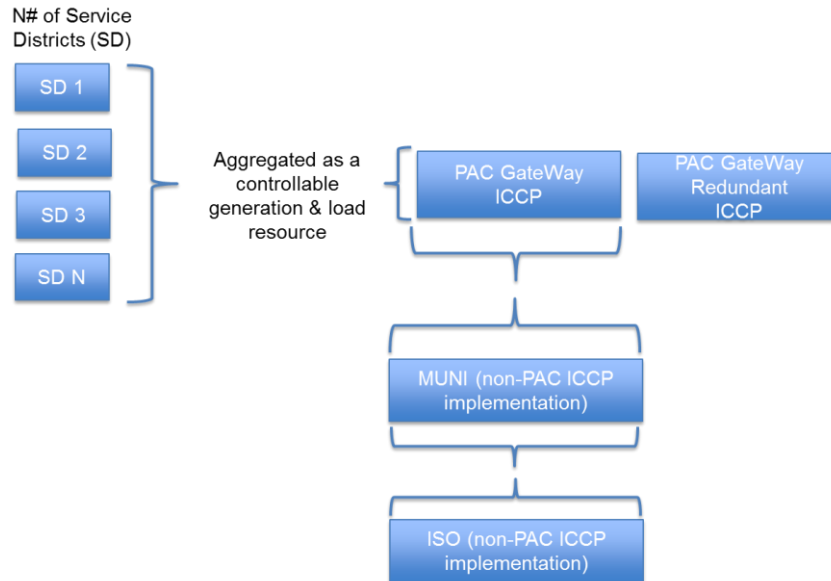 N# of Service
Districts (SD)
SD 1
SD 2
SD 3
SD N
Aggregated as a
controllable
generation & load
resource
PAC GateWay
ICCP
PAC GateWay
Redundant
ICCP
MUNI (non-PAC ICCP
implementation)
ISO (non-PAC ICCP
implementation)